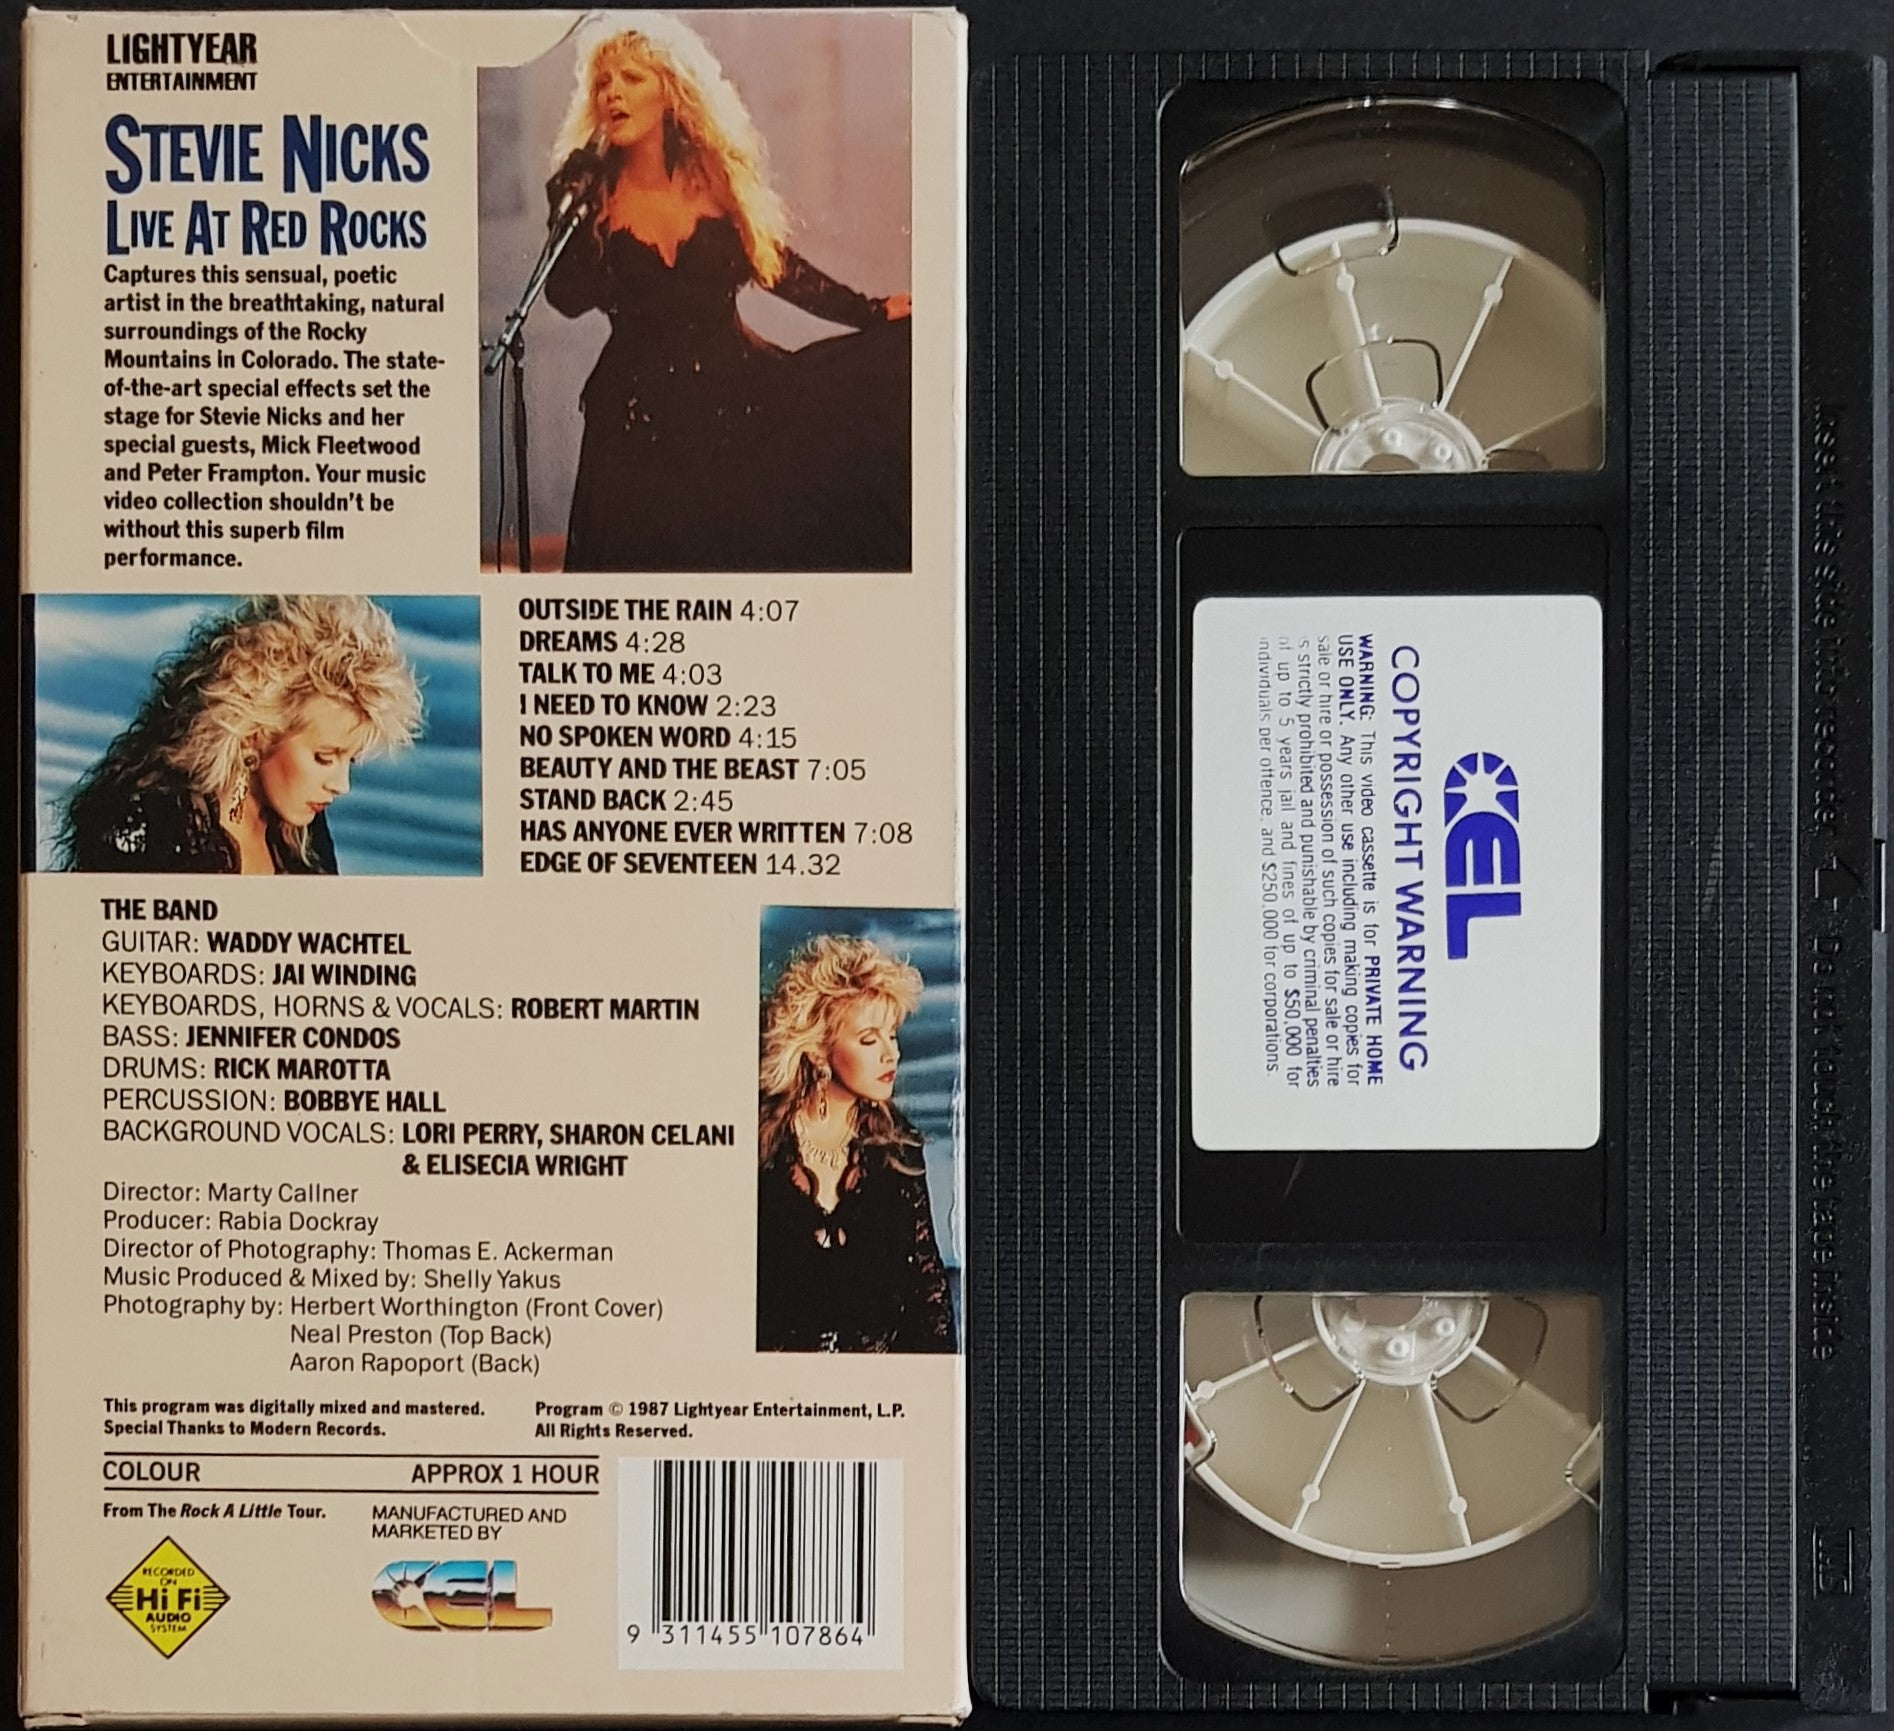 LIGHTYEAR
ENTERTAINMENT
STEVIE NICKS
LIVE AT RED ROCKS
Captures this sensual, poetic
artist in the breathtaking, natural
surroundings of the Rocky
Mountains in Colorado. The state-
of-the-art special effects set the
stage for Stevie Nicks and her
special guests, Mick Fleetwood
and Peter Frampton. Your music
video collection shouldn't be
without this superb film
performance.
OUTSIDE THE RAIN 4:07
DREAMS 4:28
TALK TO ME 4:03
I NEED TO KNOW 2:23
NO SPOKEN WORD 4:15
BEAUTY AND THE BEAST 7:05
STAND BACK 2:45
HAS ANYONE EVER WRITTEN 7:08
EDGE OF SEVENTEEN 14.32
THE BAND
GUITAR: WADDY WACHTEL
KEYBOARDS: JAI WINDING
KEYBOARDS, HORNS & VOCALS: ROBERT MARTIN
BASS: JENNIFER CONDOS
DRUMS: RICK MAROTTA
PERCUSSION: BOBBYE HALL
BACKGROUND VOCALS: LORI PERRY, SHARON CELANI
& ELISECIA WRIGHT
Director: Marty Callner
Producer: Rabia Dockray
Director of Photography: Thomas E. Ackerman
Music Produced & Mixed by: Shelly Yakus
Photography by: Herbert Worthington (Front Cover)
Neal Preston (Top Back)
Aaron Rapoport (Back)
This program was digitally mixed and mastered.
Special Thanks to Modern Records.
Program © 1987 Lightyear Entertainment, L.P.
All Rights Reserved.
COLOUR APPROX 1 HOUR
From The Rock A Little Tour.
MANUFACTURED AND
MARKETED BY
RECORDED
ON
Hi Fi
AUDIO
SYSTEM
CEL
9 311455 107864
CEL
COPYRIGHT WARNING
WARNING: This video cassette is for PRIVATE HOME
USE ONLY. Any other use including making copies for
sale or hire or possession of such copies for sale or hire
is strictly prohibited and punishable by criminal penalties
of up to 5 years jail and fines of up to $50,000 for
individuals per offence, and $250,000 for corporations.
Insert this side into recorder. Do not touch the tape inside
VHS